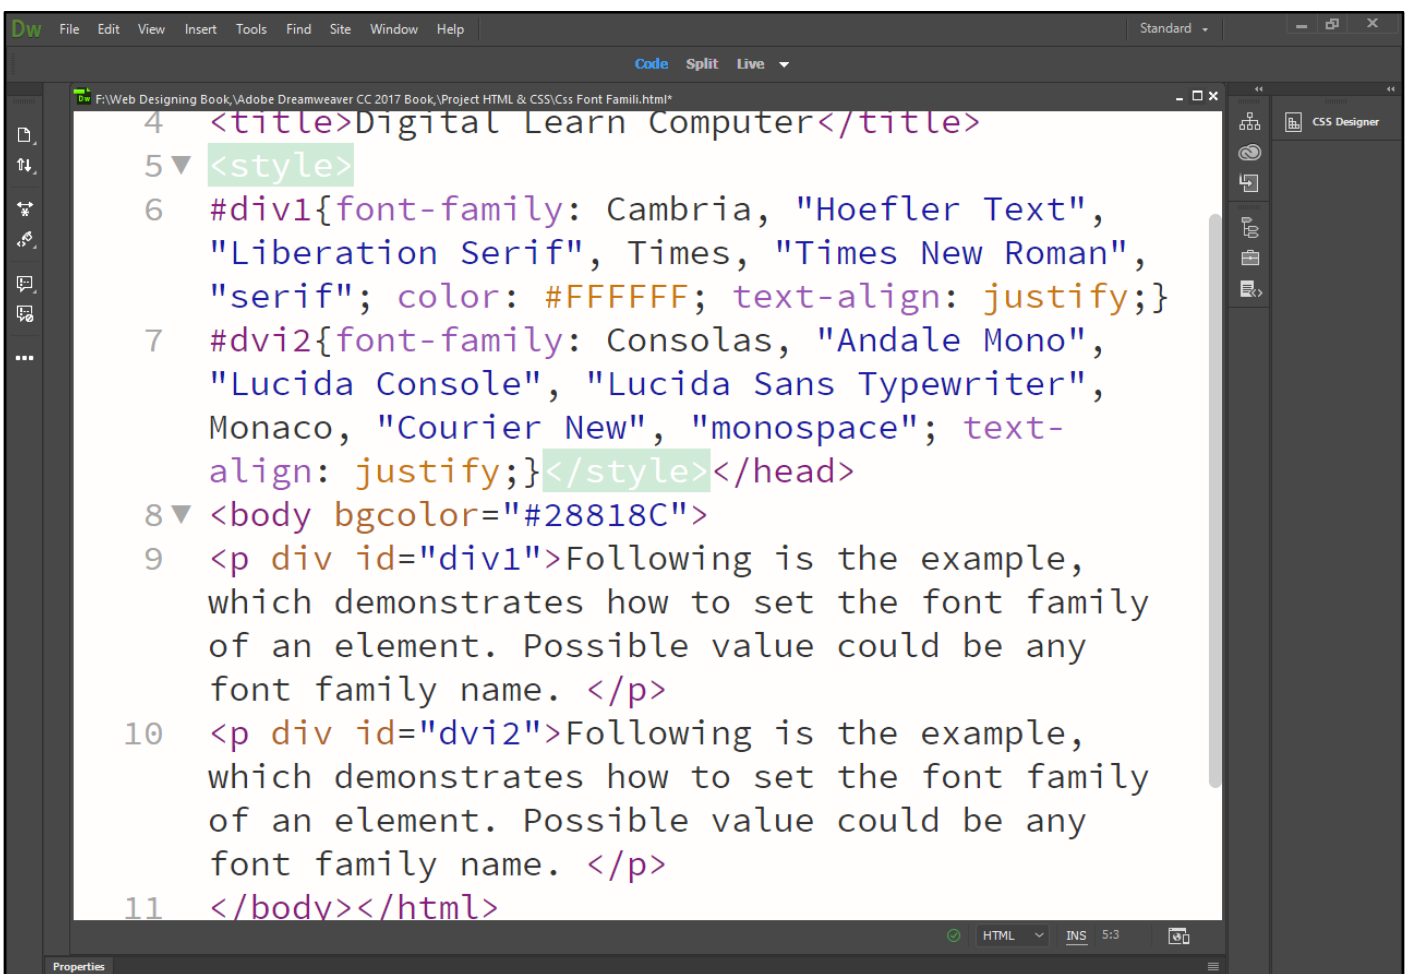 Dw File Edit View Insert Tools Find Site Window Help Standard
Code Split Live
Dw F:\Web Designing Book,\Adobe Dreamweaver CC 2017 Book,\Project HTML & CSS\Css Font Famili.html*
CSS Designer
4 <title>Digital Learn Computer</title>
5 <style>
6 #div1{font-family: Cambria, "Hoefler Text",
"Liberation Serif", Times, "Times New Roman",
"serif"; color: #FFFFFF; text-align: justify;}
7 #dvi2{font-family: Consolas, "Andale Mono",
"Lucida Console", "Lucida Sans Typewriter",
Monaco, "Courier New", "monospace"; text-
align: justify;}</style></head>
8 <body bgcolor="#28818C">
9 <p div id="div1">Following is the example,
which demonstrates how to set the font family
of an element. Possible value could be any
font family name. </p>
10 <p div id="dvi2">Following is the example,
which demonstrates how to set the font family
of an element. Possible value could be any
font family name. </p>
11 </body></html>
HTML INS 5:3
Properties